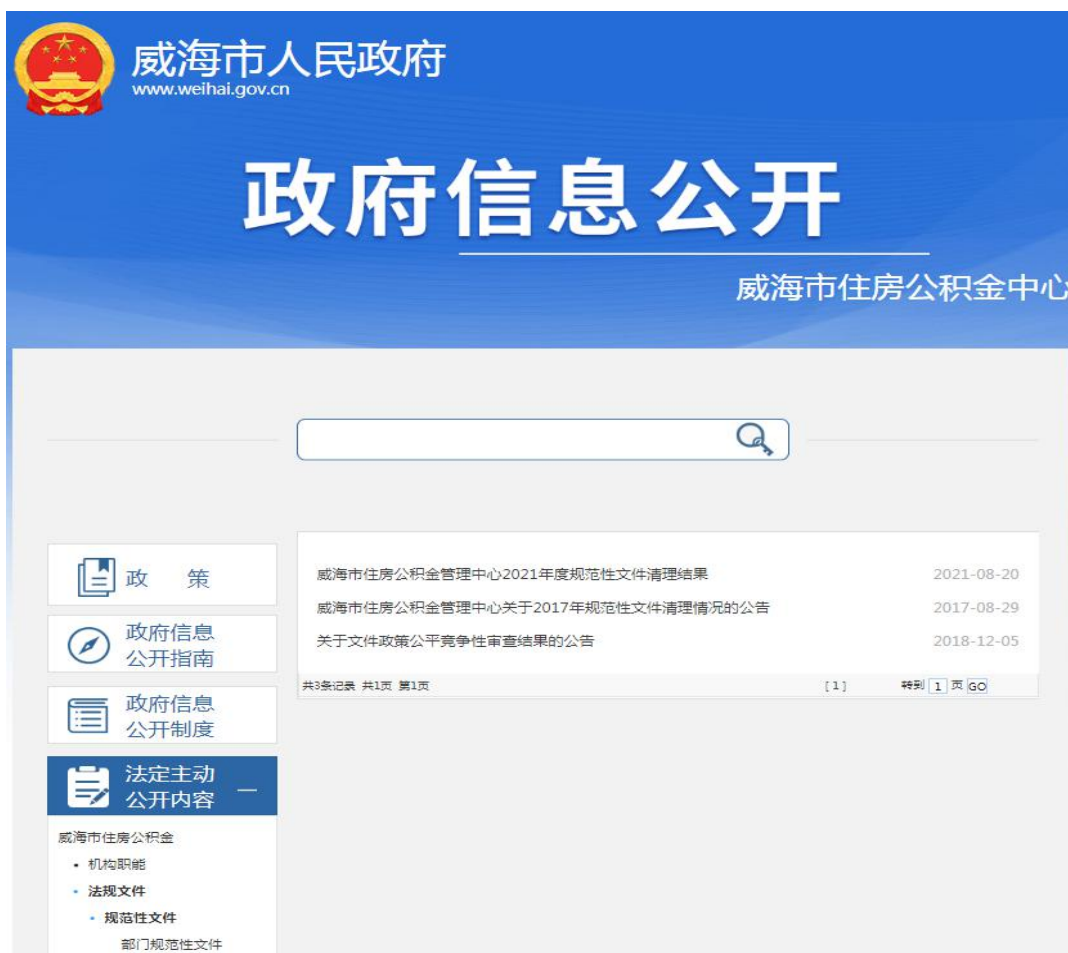 威海市人民政府
www.weihai.gov.cn
政府信息公开
威海市住房公积金中心
政 策
政府信息
公开指南
政府信息
公开制度
法定主动
公开内容
威海市住房公积金
• 机构职能
• 法规文件
• 规范性文件
部门规范性文件
威海市住房公积金管理中心2021年度规范性文件清理结果 2021-08-20
威海市住房公积金管理中心关于2017年规范性文件清理情况的公告 2017-08-29
关于文件政策公平竞争性审查结果的公告 2018-12-05
共3条记录 共1页 第1页 [1] 转到 1 页 GO